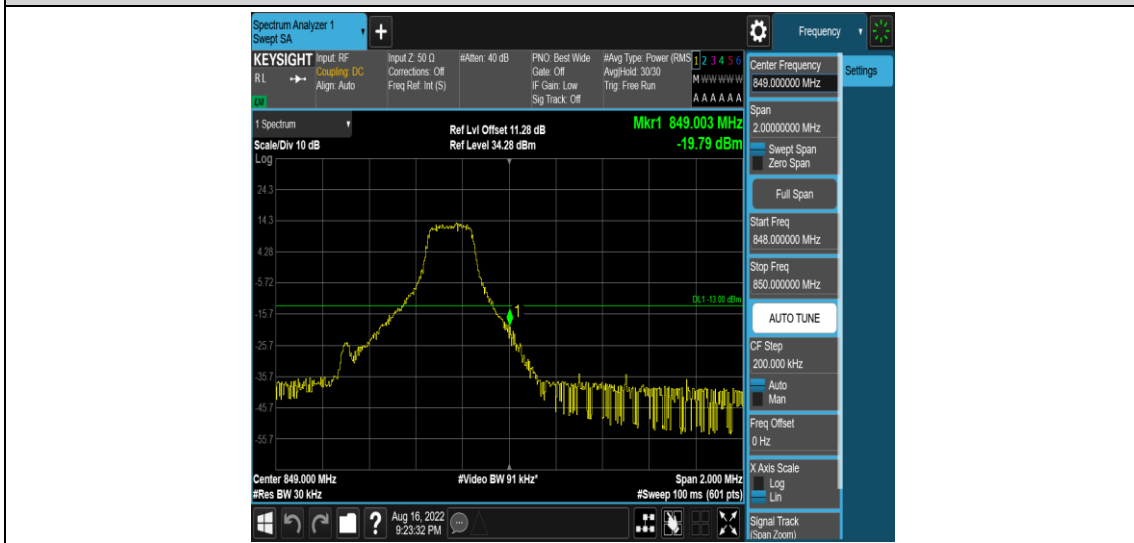 Spectrum Analyzer 1
Swept SA
+
Frequency
KEYSIGHT
RL
LXI
Input: RF
Coupling: DC
Align: Auto
Input Z: 50 Ω
Corrections: Off
Freq Ref: Int (S)
#Atten: 40 dB
PNO: Best Wide
Gate: Off
IF Gain: Low
Sig Track: Off
#Avg Type: Power (RMS
Avg|Hold: 30/30
Trig: Free Run
1 2 3 4 5 6
M W W W W W
A A A A A A
1 Spectrum
Scale/Div 10 dB
Ref Lvl Offset 11.28 dB
Ref Level 34.28 dBm
Mkr1 849.003 MHz
-19.79 dBm
Log
24.3
14.3
4.28
-5.72
-15.7
-25.7
-35.7
-45.7
-55.7
DL1 -13.00 dBm
1
Center 849.000 MHz
#Video BW 91 kHz*
Span 2.000 MHz
#Res BW 30 kHz
#Sweep 100 ms (601 pts)
?
Aug 16, 2022
9:23:32 PM
Center Frequency
849.000000 MHz
Settings
Span
2.00000000 MHz
Swept Span
Zero Span
Full Span
Start Freq
848.000000 MHz
Stop Freq
850.000000 MHz
AUTO TUNE
CF Step
200.000 kHz
Auto
Man
Freq Offset
0 Hz
X Axis Scale
Log
Lin
Signal Track
(Span Zoom)